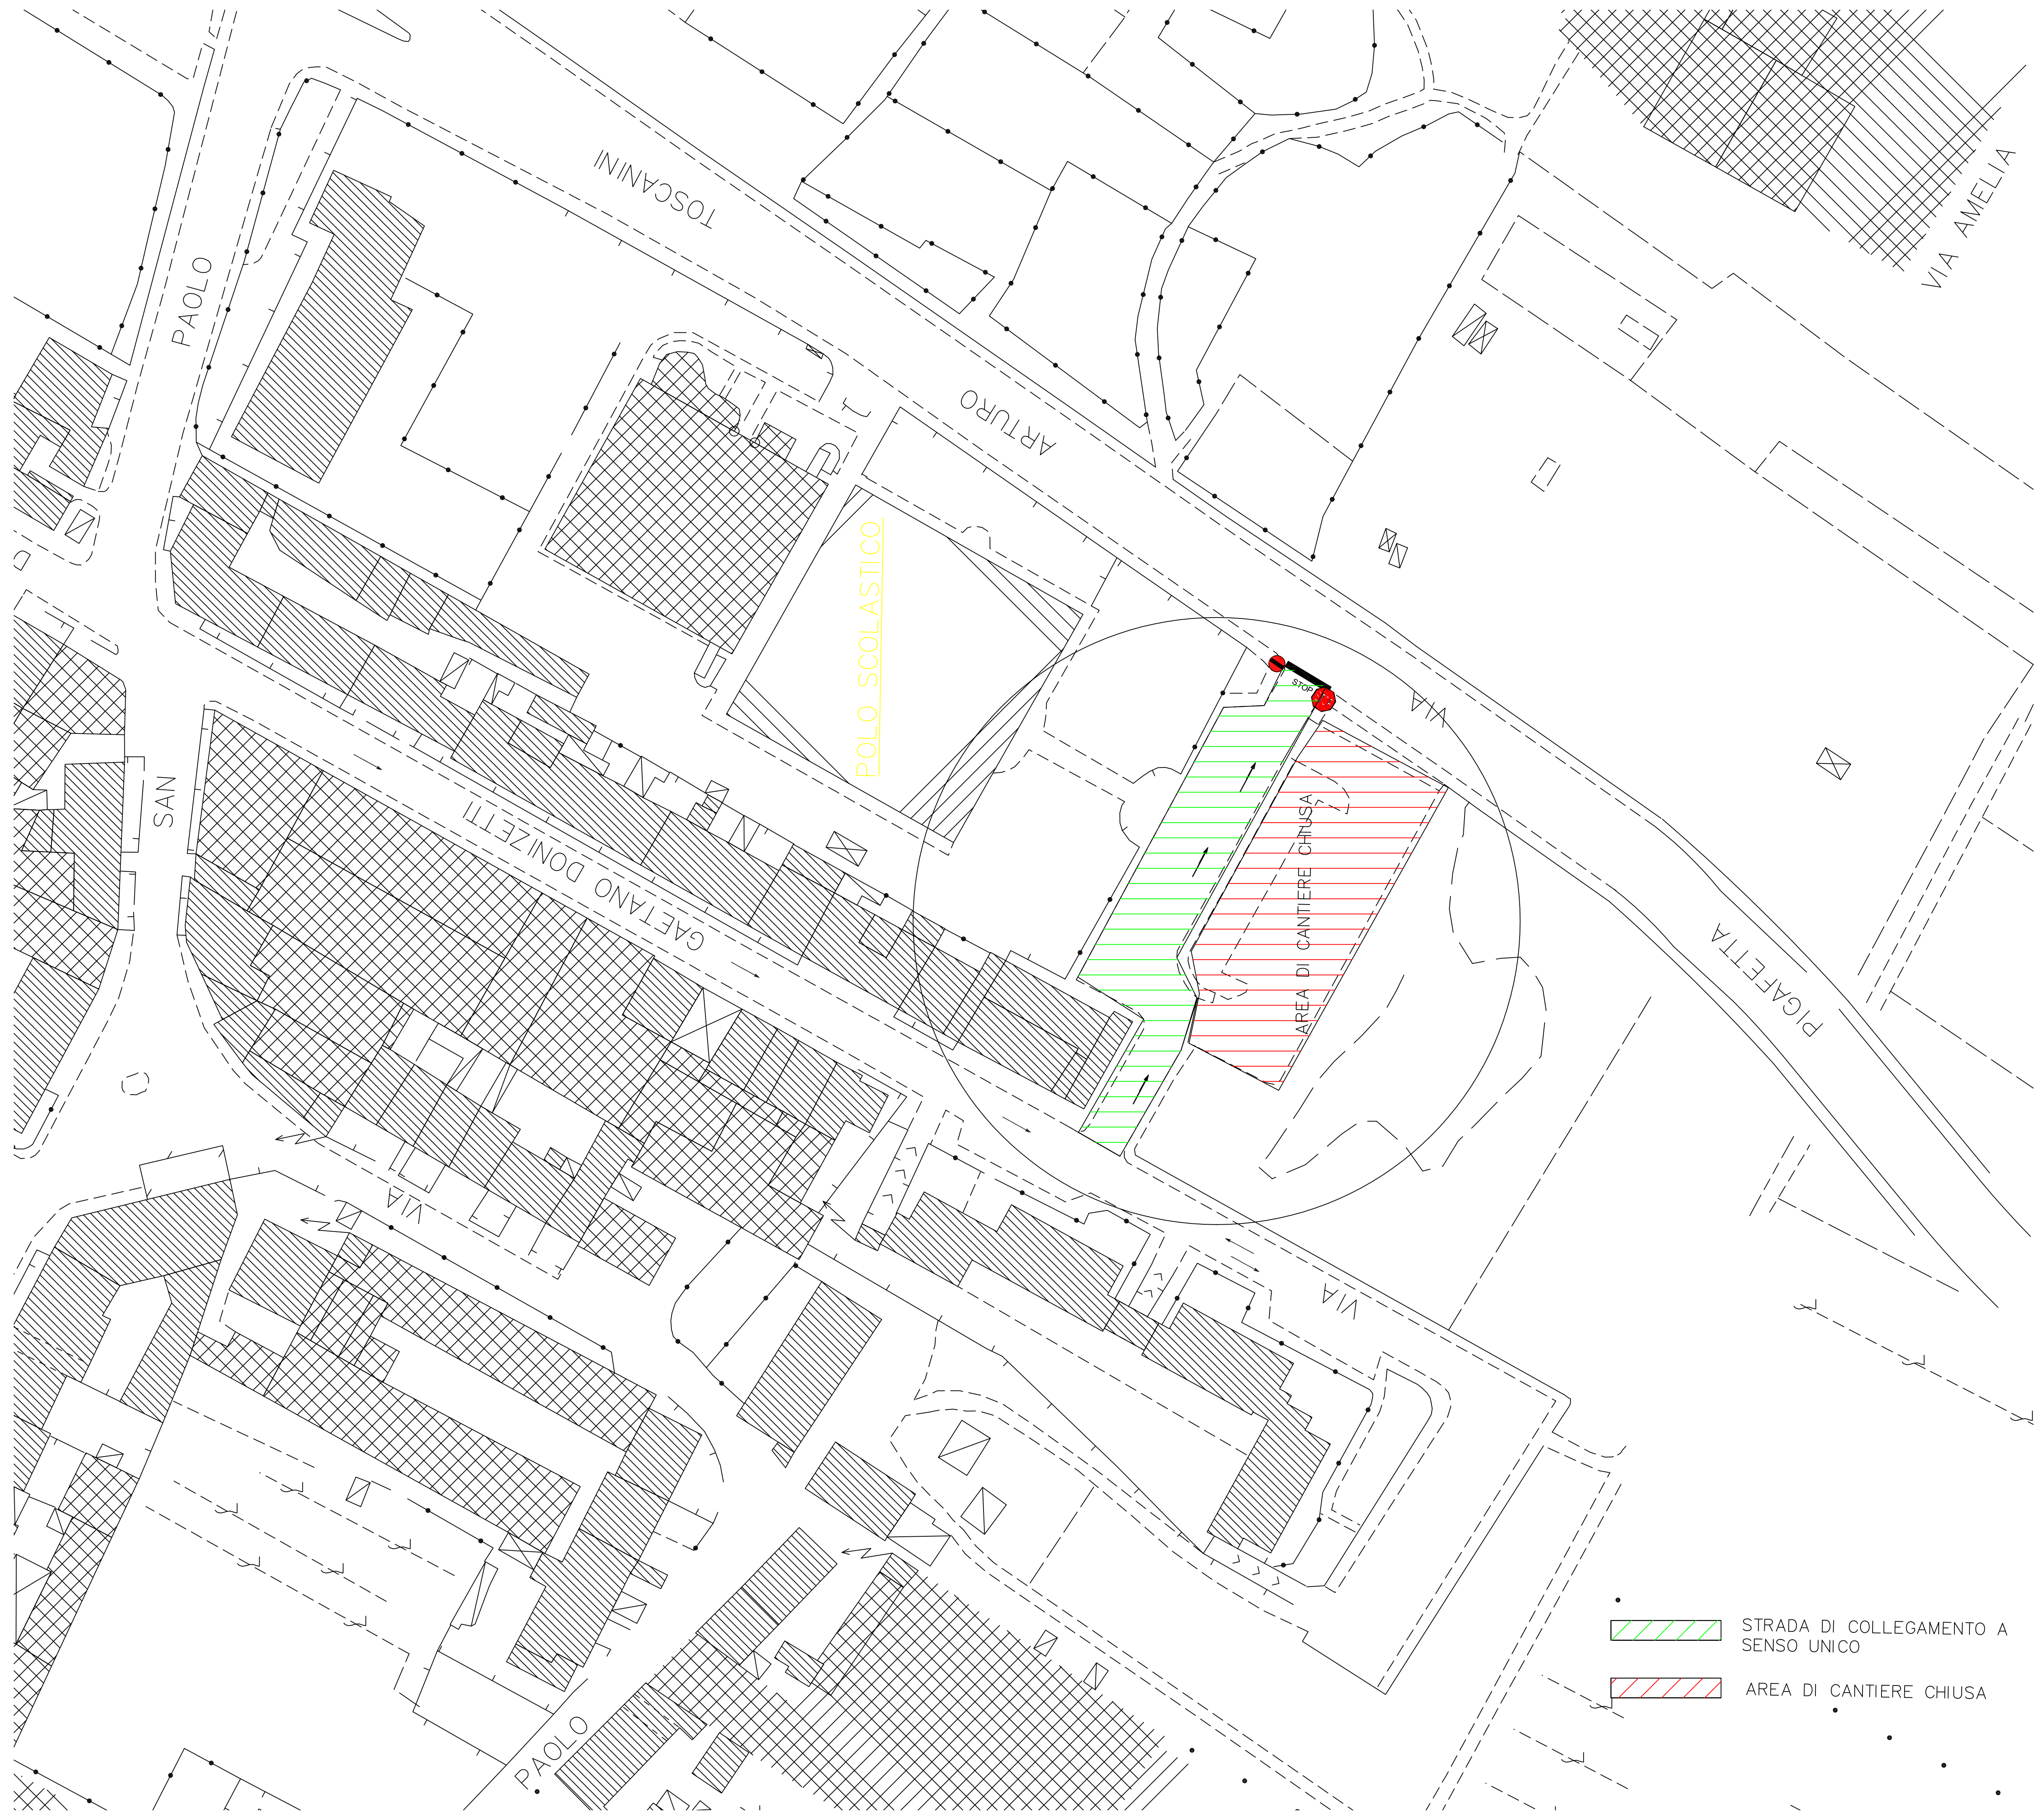 TOSCANINI
VIA AMELIA
PAOLO
ARTURO
POLO SCOLASTICO
STOP
VIA
SAN
GAETANO DONIZETTI
AREA DI CANTIERE CHIUSA
PIGAFETTA
VIA
VIA
STRADA DI COLLEGAMENTO A
SENSO UNICO
AREA DI CANTIERE CHIUSA
PAOLO